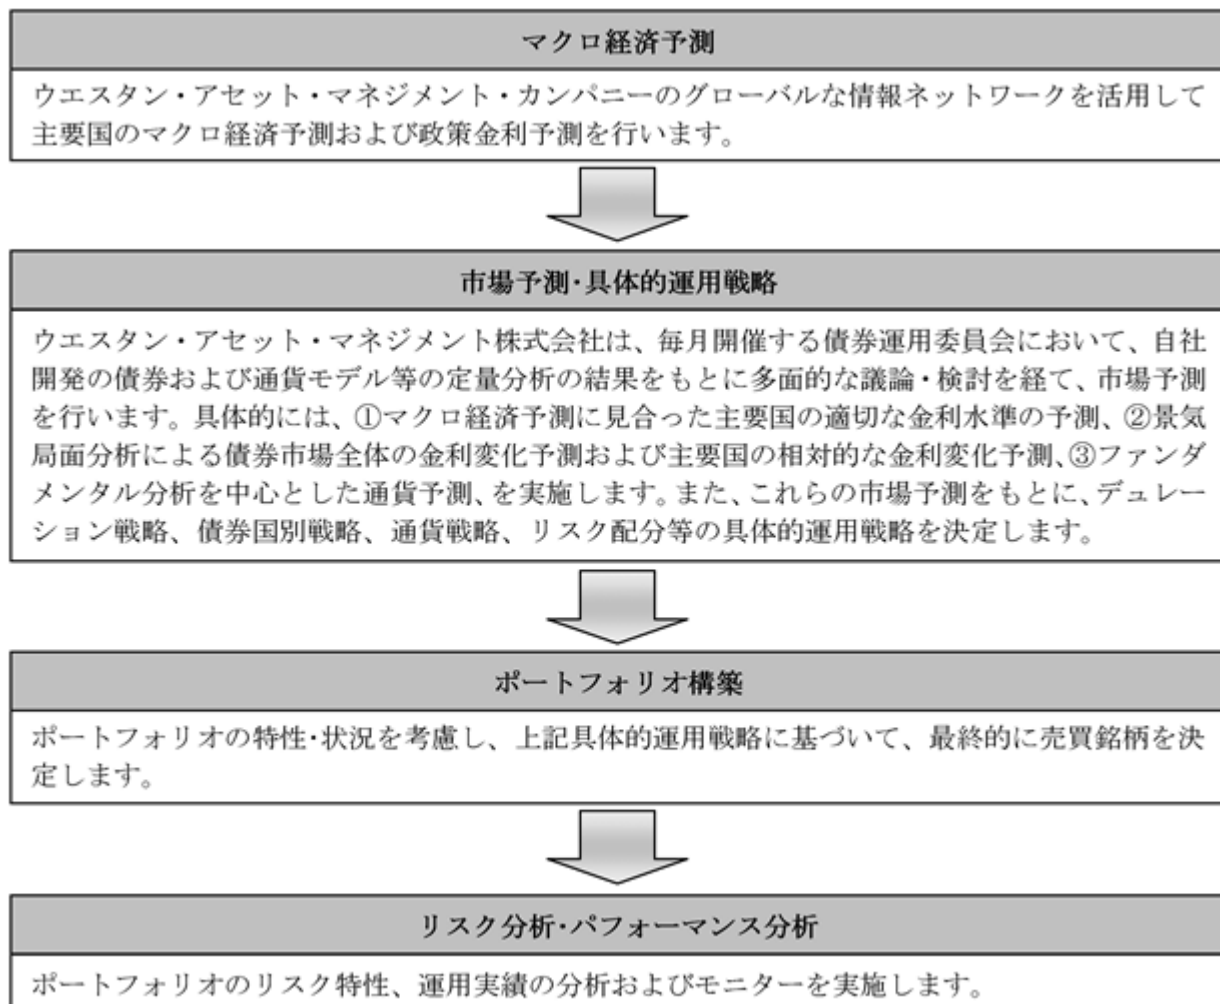 マクロ経済予測
ウエスタン・アセット・マネジメント・カンパニーのグローバルな情報ネットワークを活用して
主要国のマクロ経済予測および政策金利予測を行います。
市場予測･具体的運用戦略
ウエスタン・アセット・マネジメント株式会社は、毎月開催する債券運用委員会において、自社
開発の債券および通貨モデル等の定量分析の結果をもとに多面的な議論・検討を経て、市場予測
を行います。具体的には、①マクロ経済予測に見合った主要国の適切な金利水準の予測、②景気
局面分析による債券市場全体の金利変化予測および主要国の相対的な金利変化予測、③ファンダ
メンタル分析を中心とした通貨予測、を実施します。また、これらの市場予測をもとに、デュレー
ション戦略、債券国別戦略、通貨戦略、リスク配分等の具体的運用戦略を決定します。
ポートフォリオ構築
ポートフォリオの特性･状況を考慮し、上記具体的運用戦略に基づいて、最終的に売買銘柄を決
定します。
リスク分析･パフォーマンス分析
ポートフォリオのリスク特性、運用実績の分析およびモニターを実施します。